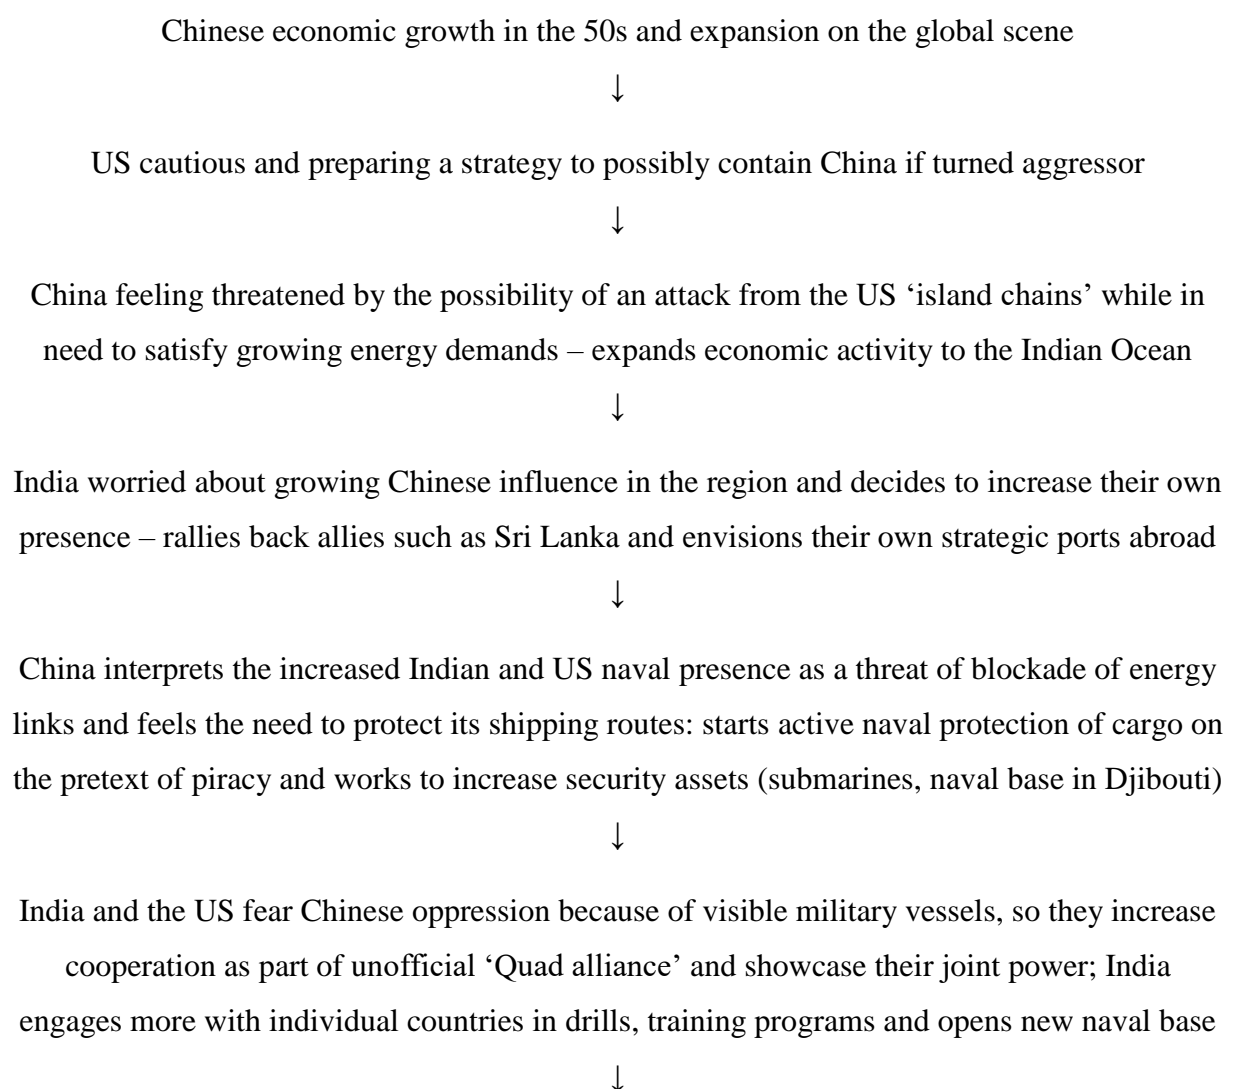 Chinese economic growth in the 50s and expansion on the global scene
↓
US cautious and preparing a strategy to possibly contain China if turned aggressor
↓
China feeling threatened by the possibility of an attack from the US ‘island chains’ while in
need to satisfy growing energy demands – expands economic activity to the Indian Ocean
↓
India worried about growing Chinese influence in the region and decides to increase their own
presence – rallies back allies such as Sri Lanka and envisions their own strategic ports abroad
↓
China interprets the increased Indian and US naval presence as a threat of blockade of energy
links and feels the need to protect its shipping routes: starts active naval protection of cargo on
the pretext of piracy and works to increase security assets (submarines, naval base in Djibouti)
↓
India and the US fear Chinese oppression because of visible military vessels, so they increase
cooperation as part of unofficial ‘Quad alliance’ and showcase their joint power; India
engages more with individual countries in drills, training programs and opens new naval base
↓